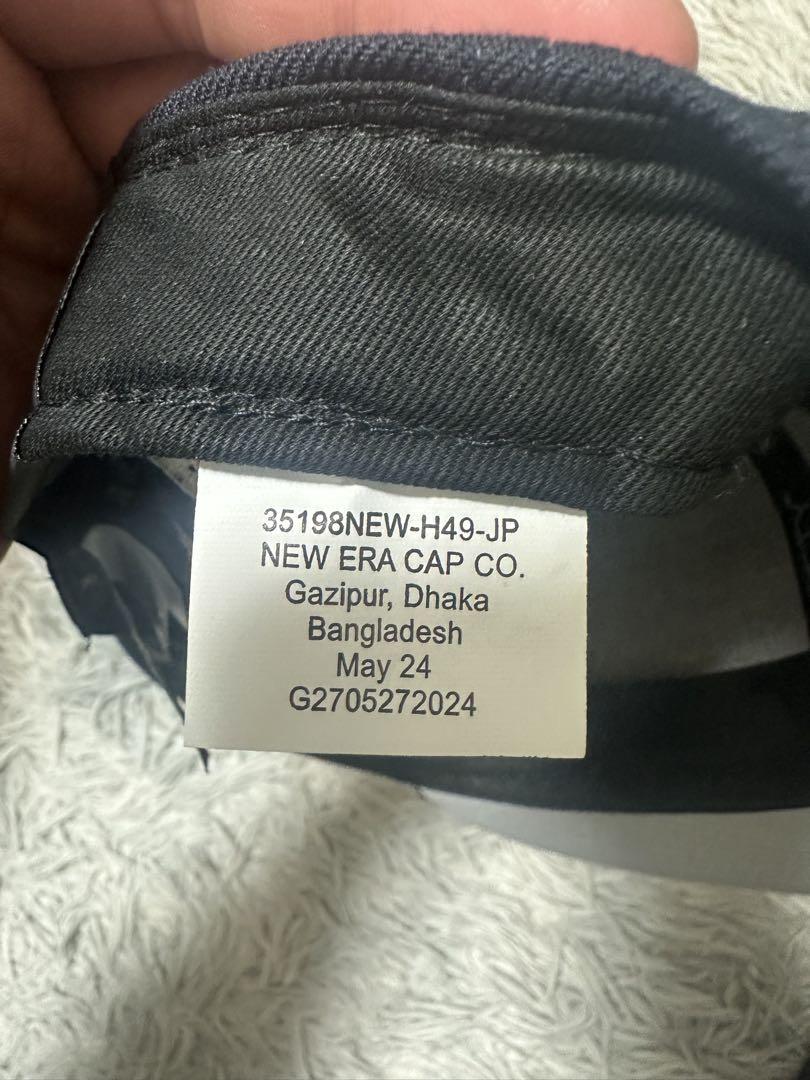 35198NEW-H49-JP
NEW ERA CAP CO.
Gazipur, Dhaka
Bangladesh
May 24
G2705272024